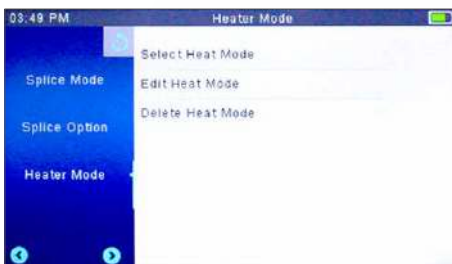 03:49 PM
Heater Mode
Splice Mode
Splice Option
Heater Mode
Select Heat Mode
Edit Heat Mode
Delete Heat Mode